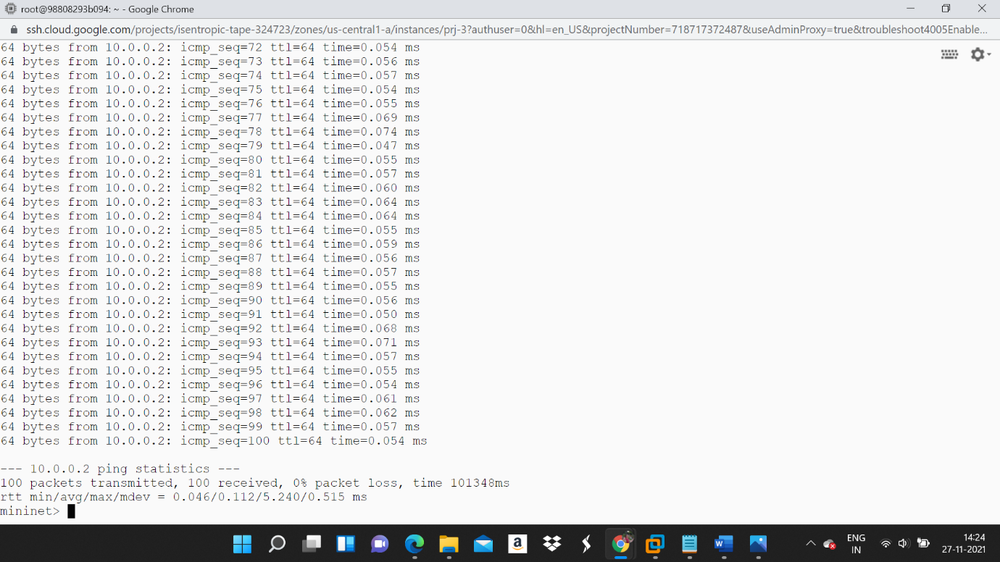 root@98808293b094: ~ - Google Chrome
ssh.cloud.google.com/projects/isentropic-tape-324723/zones/us-central1-a/instances/prj-3?authuser=0&hl=en_US&projectNumber=718717372487&useAdminProxy=true&troubleshoot4005Enable...
64 bytes from 10.0.0.2: icmp_seq=72 ttl=64 time=0.054 ms
64 bytes from 10.0.0.2: icmp_seq=73 ttl=64 time=0.056 ms
64 bytes from 10.0.0.2: icmp_seq=74 ttl=64 time=0.057 ms
64 bytes from 10.0.0.2: icmp_seq=75 ttl=64 time=0.054 ms
64 bytes from 10.0.0.2: icmp_seq=76 ttl=64 time=0.055 ms
64 bytes from 10.0.0.2: icmp_seq=77 ttl=64 time=0.069 ms
64 bytes from 10.0.0.2: icmp_seq=78 ttl=64 time=0.074 ms
64 bytes from 10.0.0.2: icmp_seq=79 ttl=64 time=0.047 ms
64 bytes from 10.0.0.2: icmp_seq=80 ttl=64 time=0.055 ms
64 bytes from 10.0.0.2: icmp_seq=81 ttl=64 time=0.057 ms
64 bytes from 10.0.0.2: icmp_seq=82 ttl=64 time=0.060 ms
64 bytes from 10.0.0.2: icmp_seq=83 ttl=64 time=0.064 ms
64 bytes from 10.0.0.2: icmp_seq=84 ttl=64 time=0.064 ms
64 bytes from 10.0.0.2: icmp_seq=85 ttl=64 time=0.055 ms
64 bytes from 10.0.0.2: icmp_seq=86 ttl=64 time=0.059 ms
64 bytes from 10.0.0.2: icmp_seq=87 ttl=64 time=0.056 ms
64 bytes from 10.0.0.2: icmp_seq=88 ttl=64 time=0.057 ms
64 bytes from 10.0.0.2: icmp_seq=89 ttl=64 time=0.055 ms
64 bytes from 10.0.0.2: icmp_seq=90 ttl=64 time=0.056 ms
64 bytes from 10.0.0.2: icmp_seq=91 ttl=64 time=0.050 ms
64 bytes from 10.0.0.2: icmp_seq=92 ttl=64 time=0.068 ms
64 bytes from 10.0.0.2: icmp_seq=93 ttl=64 time=0.071 ms
64 bytes from 10.0.0.2: icmp_seq=94 ttl=64 time=0.057 ms
64 bytes from 10.0.0.2: icmp_seq=95 ttl=64 time=0.055 ms
64 bytes from 10.0.0.2: icmp_seq=96 ttl=64 time=0.054 ms
64 bytes from 10.0.0.2: icmp_seq=97 ttl=64 time=0.061 ms
64 bytes from 10.0.0.2: icmp_seq=98 ttl=64 time=0.062 ms
64 bytes from 10.0.0.2: icmp_seq=99 ttl=64 time=0.057 ms
64 bytes from 10.0.0.2: icmp_seq=100 ttl=64 time=0.054 ms
--- 10.0.0.2 ping statistics ---
100 packets transmitted, 100 received, 0% packet loss, time 101348ms
rtt min/avg/max/mdev = 0.046/0.112/5.240/0.515 ms
mininet>
ENG
IN
14:24
27-11-2021